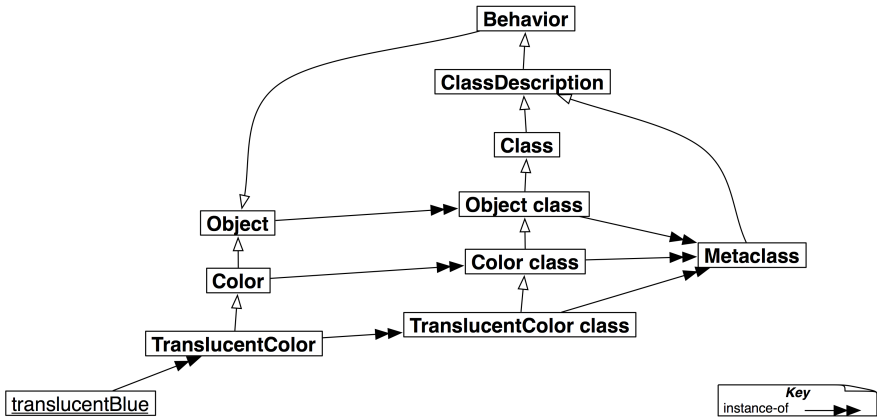 Behavior
ClassDescription
Class
Object class
Object
Metaclass
Color class
Color
TranslucentColor class
TranslucentColor
translucentBlue
Key
instance-of